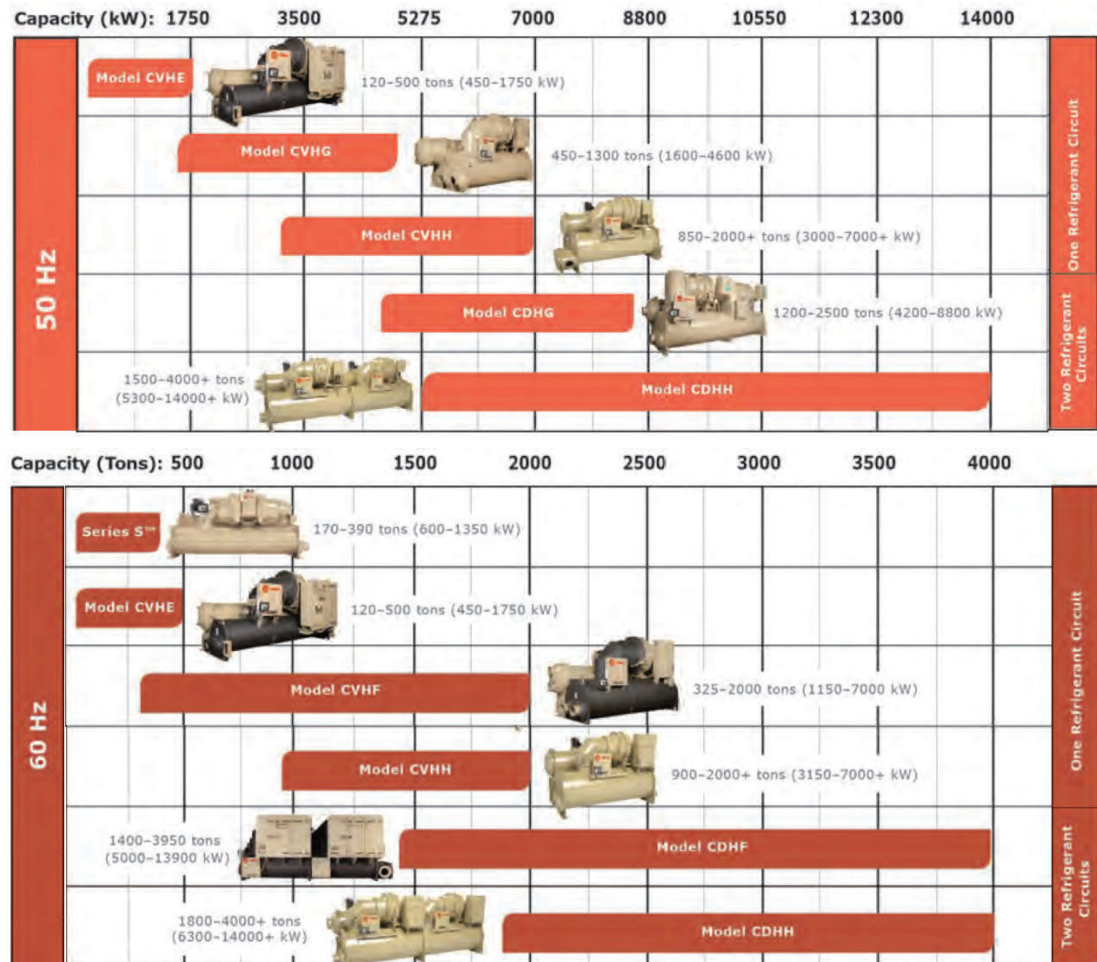 Capacity (kW): 1750 3500 5275 7000 8800 10550 12300 14000
50 Hz
Model CVHE
120–500 tons (450–1750 kW)
Model CVHG
450–1300 tons (1600–4600 kW)
Model CVHH
850–2000+ tons (3000–7000+ kW)
One Refrigerant Circuit
Model CDHG
1200–2500 tons (4200–8800 kW)
1500–4000+ tons
(5300–14000+ kW)
Model CDHH
Two Refrigerant
Circuits
Capacity (Tons): 500 1000 1500 2000 2500 3000 3500 4000
60 Hz
Series S™
170–390 tons (600–1350 kW)
Model CVHE
120–500 tons (450–1750 kW)
Model CVHF
325–2000 tons (1150–7000 kW)
Model CVHH
900–2000+ tons (3150–7000+ kW)
One Refrigerant Circuit
1400–3950 tons
(5000–13900 kW)
Model CDHF
1800–4000+ tons
(6300–14000+ kW)
Model CDHH
Two Refrigerant
Circuits